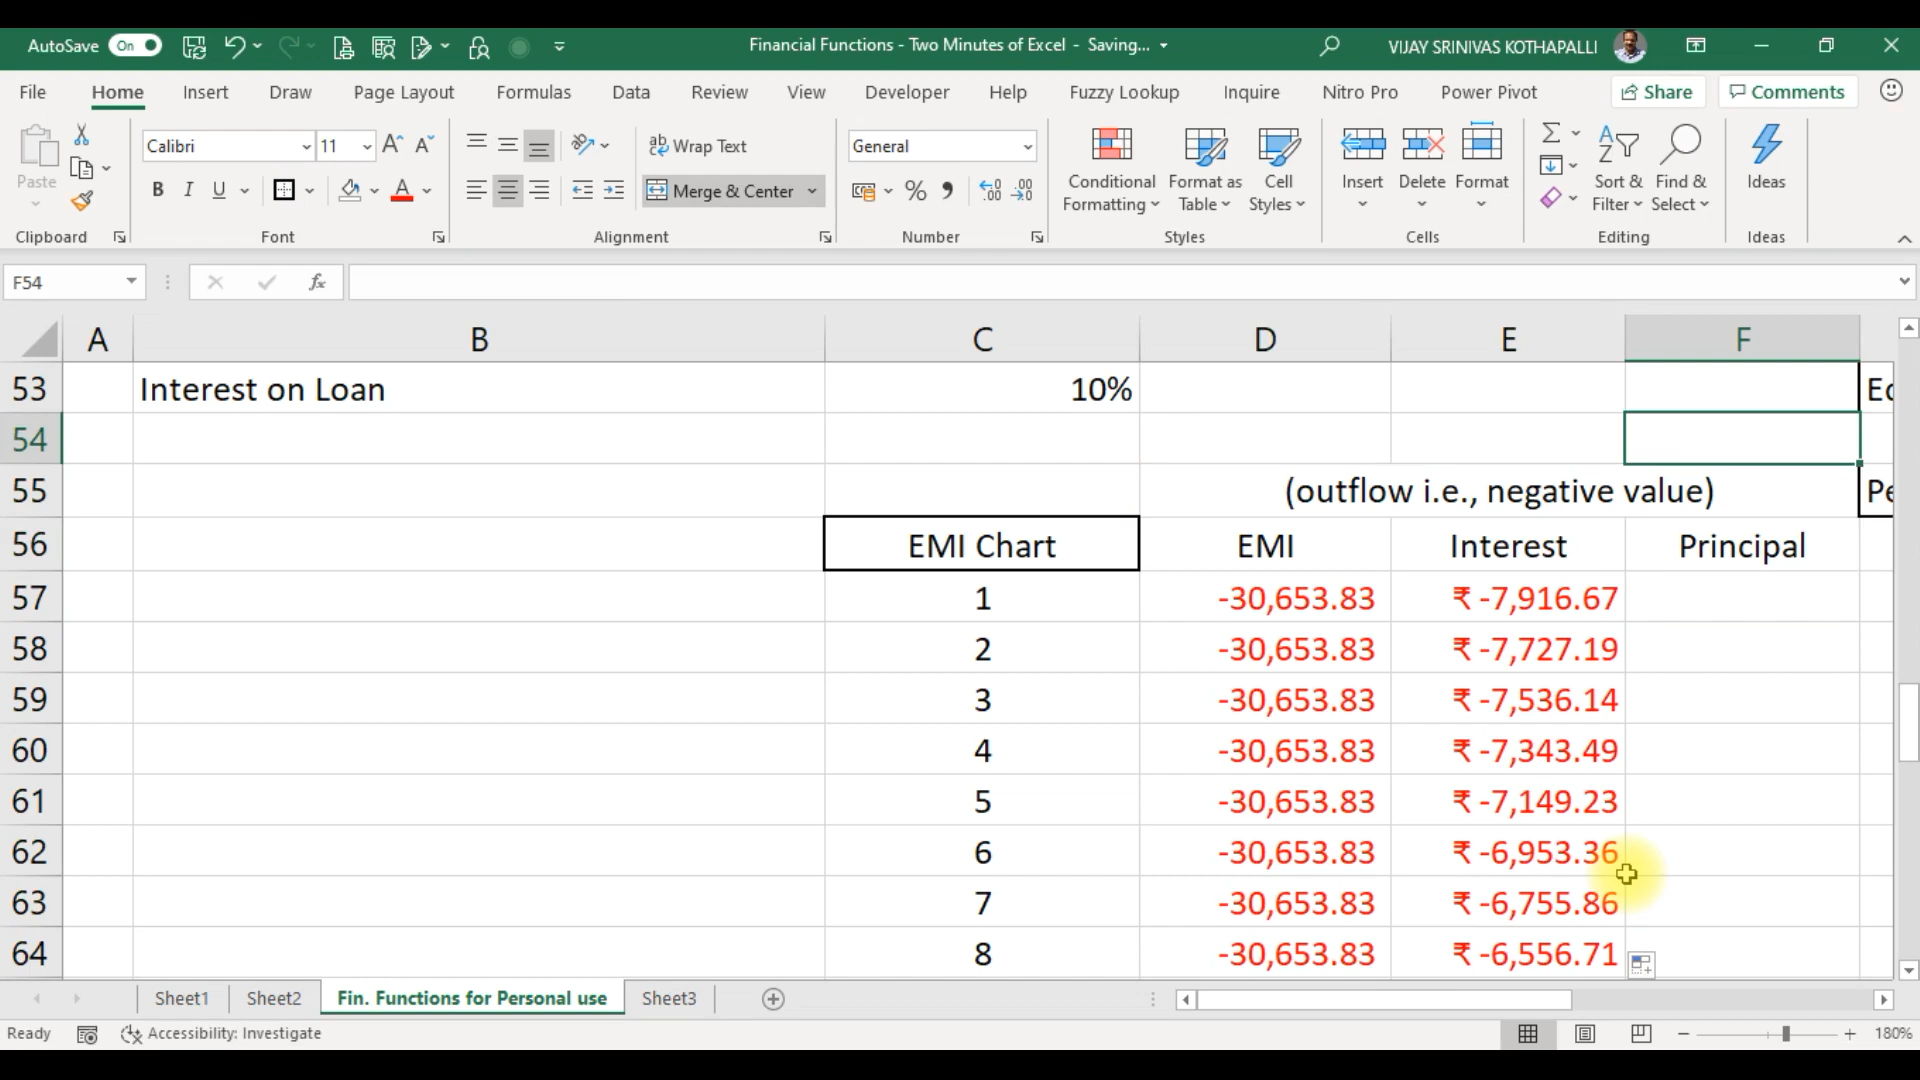 AutoSave On Financial Functions - Two Minutes of Excel - Saving... VIJAY SRINIVAS KOTHAPALLI
File Home Insert Draw Page Layout Formulas Data Review View Developer Help Fuzzy Lookup Inquire Nitro Pro Power Pivot Share Comments
Paste
Calibri 11 A A
B I U A
ab Wrap Text
Merge & Center
General
% 9
Conditional Formatting
Format as Table
Cell Styles
Insert Delete Format
Sort & Filter
Find & Select
Ideas
Clipboard Font Alignment Number Styles Cells Editing Ideas
F54 fx
A B C D E F
53 Interest on Loan 10%
54
55 (outflow i.e., negative value)
56 EMI Chart EMI Interest Principal
57 1 -30,653.83 ₹ -7,916.67
58 2 -30,653.83 ₹ -7,727.19
59 3 -30,653.83 ₹ -7,536.14
60 4 -30,653.83 ₹ -7,343.49
61 5 -30,653.83 ₹ -7,149.23
62 6 -30,653.83 ₹ -6,953.36
63 7 -30,653.83 ₹ -6,755.86
64 8 -30,653.83 ₹ -6,556.71
Sheet1 Sheet2 Fin. Functions for Personal use Sheet3
Ready Accessibility: Investigate 180%